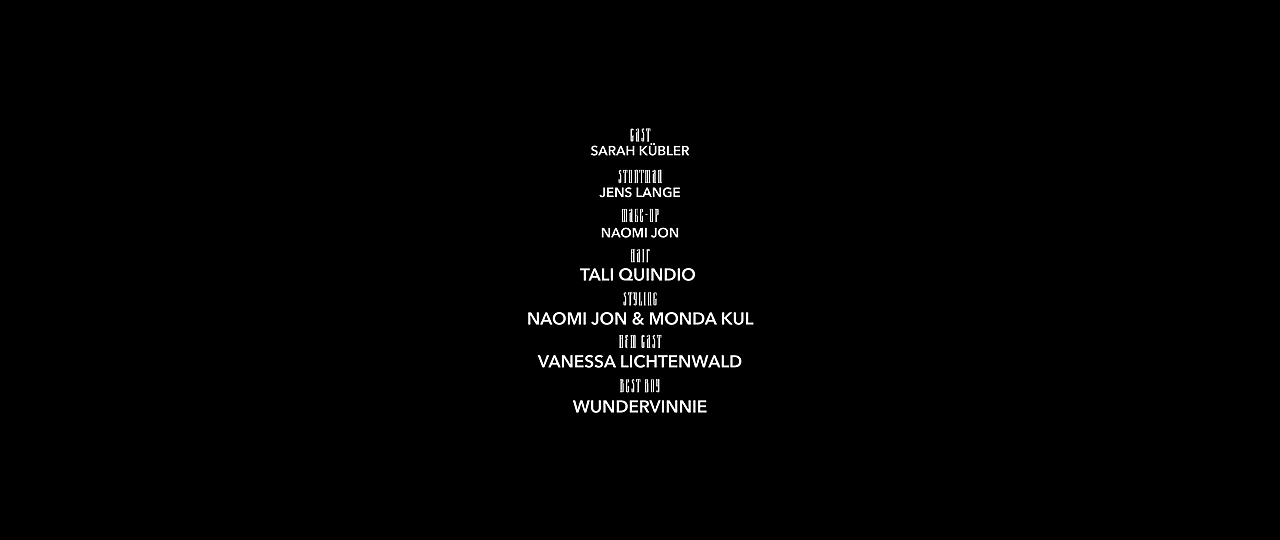 CAST
SARAH KÜBLER
STUNTMAN
JENS LANGE
MAKE-UP
NAOMI JON
HAIR
TALI QUINDIO
STYLING
NAOMI JON & MONDA KUL
H&M CAST
VANESSA LICHTENWALD
BEST BOY
WUNDERVINNIE